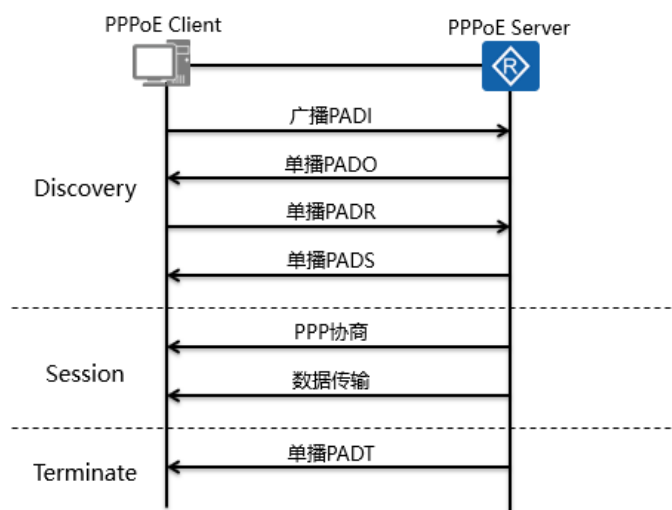 PPPoE Client
PPPoE Server
R
广播PADI
单播PADO
Discovery
单播PADR
单播PADS
PPP协商
Session
数据传输
单播PADT
Terminate